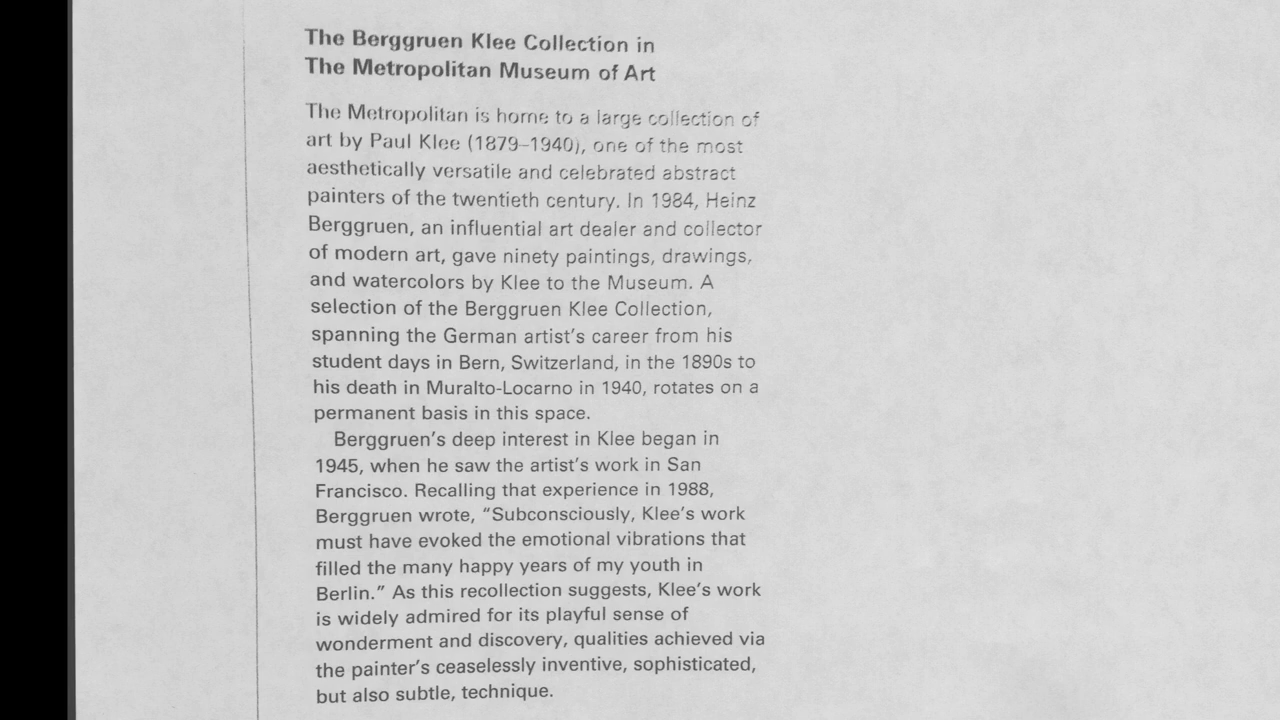 The Berggruen Klee Collection in
The Metropolitan Museum of Art
The Metropolitan is home to a large collection of
art by Paul Klee (1879–1940), one of the most
aesthetically versatile and celebrated abstract
painters of the twentieth century. In 1984, Heinz
Berggruen, an influential art dealer and collector
of modern art, gave ninety paintings, drawings,
and watercolors by Klee to the Museum. A
selection of the Berggruen Klee Collection,
spanning the German artist's career from his
student days in Bern, Switzerland, in the 1890s to
his death in Muralto-Locarno in 1940, rotates on a
permanent basis in this space.
Berggruen's deep interest in Klee began in
1945, when he saw the artist's work in San
Francisco. Recalling that experience in 1988,
Berggruen wrote, “Subconsciously, Klee's work
must have evoked the emotional vibrations that
filled the many happy years of my youth in
Berlin.” As this recollection suggests, Klee's work
is widely admired for its playful sense of
wonderment and discovery, qualities achieved via
the painter's ceaselessly inventive, sophisticated,
but also subtle, technique.